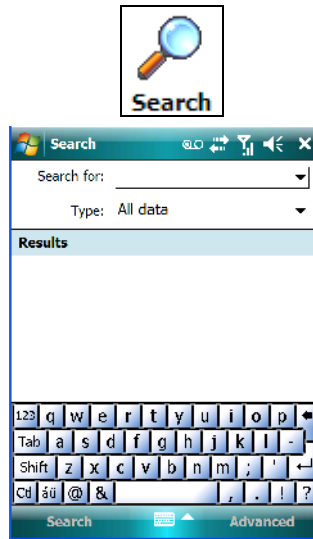 Search
Search
Search for:
Type: All data
Results
123 q w e r t y u i o p
Tab a s d f g h j k l -
Shift z x c v b n m ; '
Ctl áü @ & , . ! ?
Search Advanced